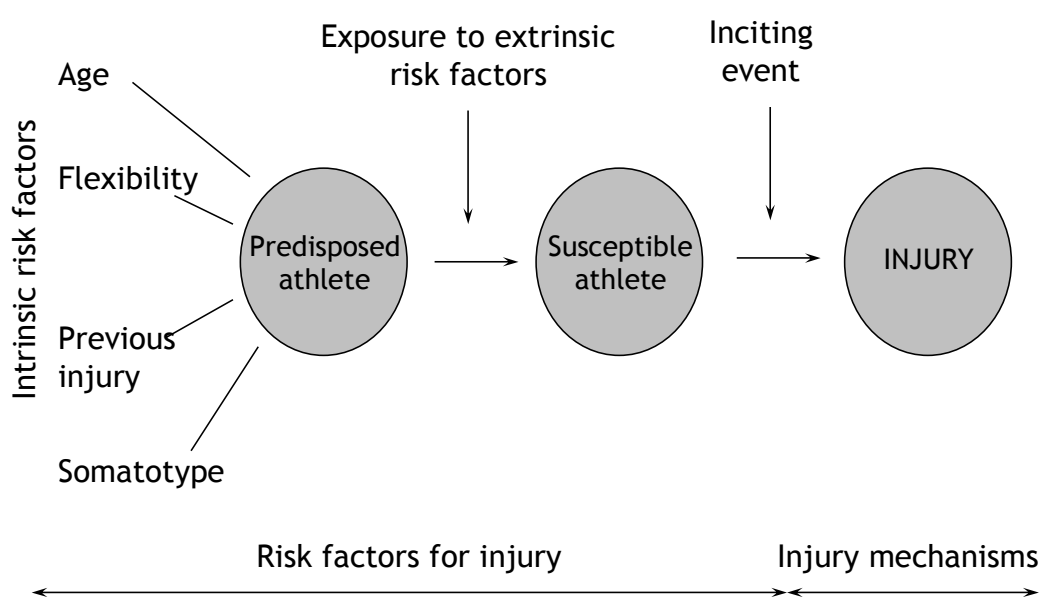 Exposure to extrinsic
risk factors
Inciting
event
Intrinsic risk factors
Age
Flexibility
Previous
injury
Somatotype
Predisposed
athlete
Susceptible
athlete
INJURY
Risk factors for injury
Injury mechanisms